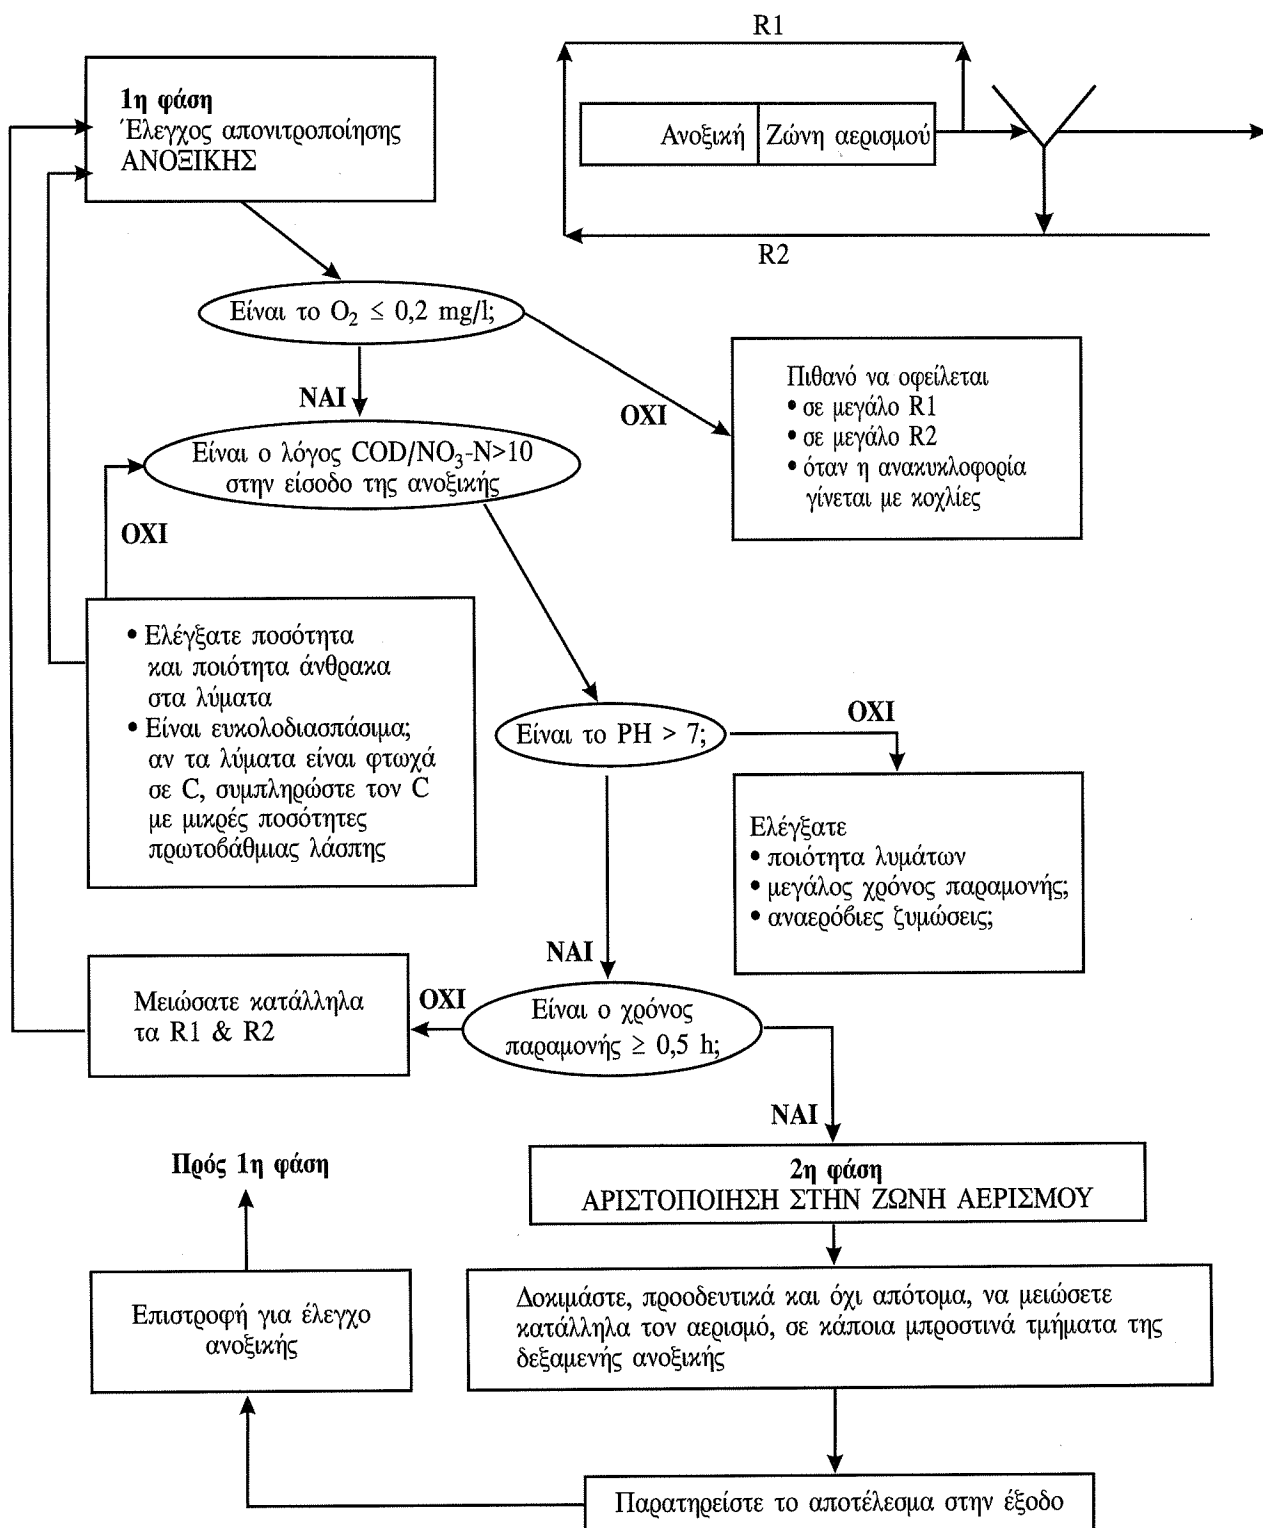 R1
1η φάση
Έλεγχος απονιτροποίησης
ΑΝΟΞΙΚΗΣ
Ανοξική
Ζώνη αερισμού
R2
Είναι το O₂ ≤ 0,2 mg/l;
ΝΑΙ
ΟΧΙ
Πιθανό να οφείλεται
• σε μεγάλο R1
• σε μεγάλο R2
• όταν η ανακυκλοφορία
γίνεται με κοχλίες
Είναι ο λόγος COD/NO₃-N>10
στην είσοδο της ανοξικής
ΟΧΙ
• Ελέγξατε ποσότητα
και ποιότητα άνθρακα
στα λύματα
• Είναι ευκολοδιασπάσιμα;
αν τα λύματα είναι φτωχά
σε C, συμπληρώστε τον C
με μικρές ποσότητες
πρωτοβάθμιας λάσπης
Είναι το PH > 7;
ΟΧΙ
Ελέγξατε
• ποιότητα λυμάτων
• μεγάλος χρόνος παραμονής;
• αναερόβιες ζυμώσεις;
ΝΑΙ
Είναι ο χρόνος
παραμονής ≥ 0,5 h;
ΟΧΙ
Μειώσατε κατάλληλα
τα R1 & R2
ΝΑΙ
2η φάση
ΑΡΙΣΤΟΠΟΙΗΣΗ ΣΤΗΝ ΖΩΝΗ ΑΕΡΙΣΜΟΥ
Δοκιμάστε, προοδευτικά και όχι απότομα, να μειώσετε
κατάλληλα τον αερισμό, σε κάποια μπροστινά τμήματα της
δεξαμενής ανοξικής
Παρατηρείστε το αποτέλεσμα στην έξοδο
Επιστροφή για έλεγχο
ανοξικής
Πρός 1η φάση